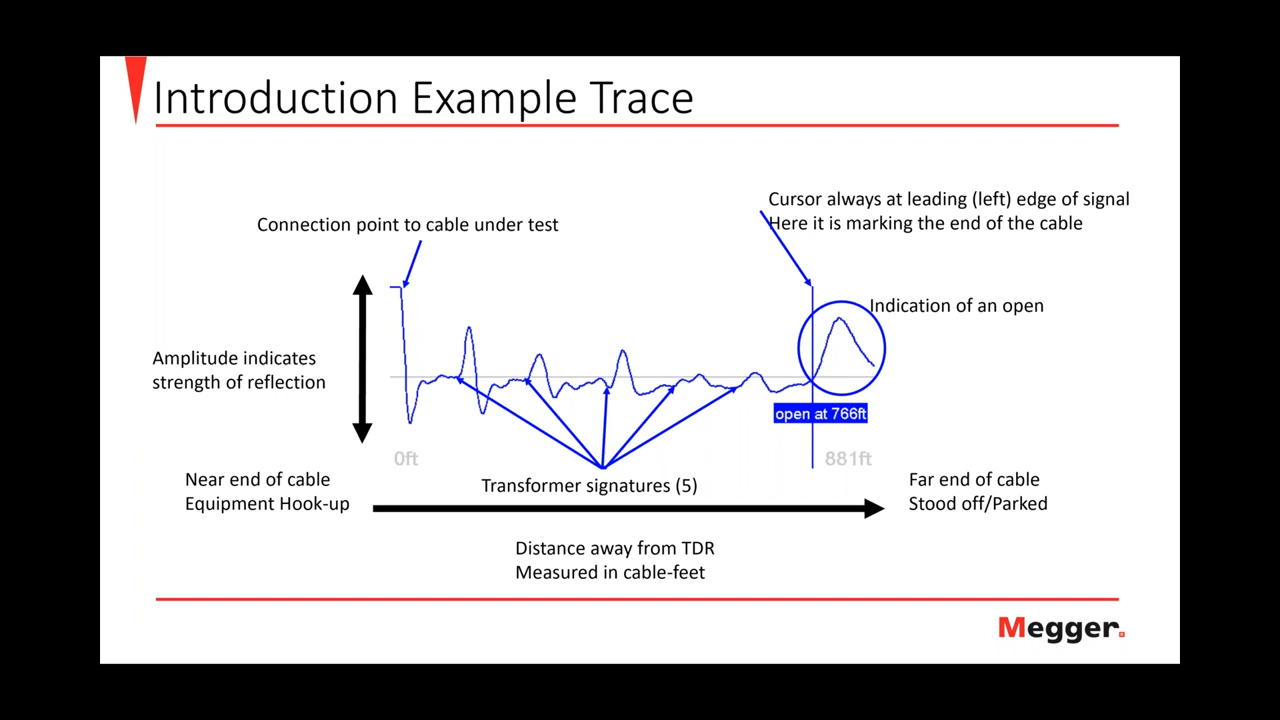 Introduction Example Trace
Cursor always at leading (left) edge of signal
Here it is marking the end of the cable
Connection point to cable under test
Indication of an open
Amplitude indicates
strength of reflection
open at 766ft
0ft
881ft
Near end of cable
Equipment Hook-up
Transformer signatures (5)
Far end of cable
Stood off/Parked
Distance away from TDR
Measured in cable-feet
Megger.